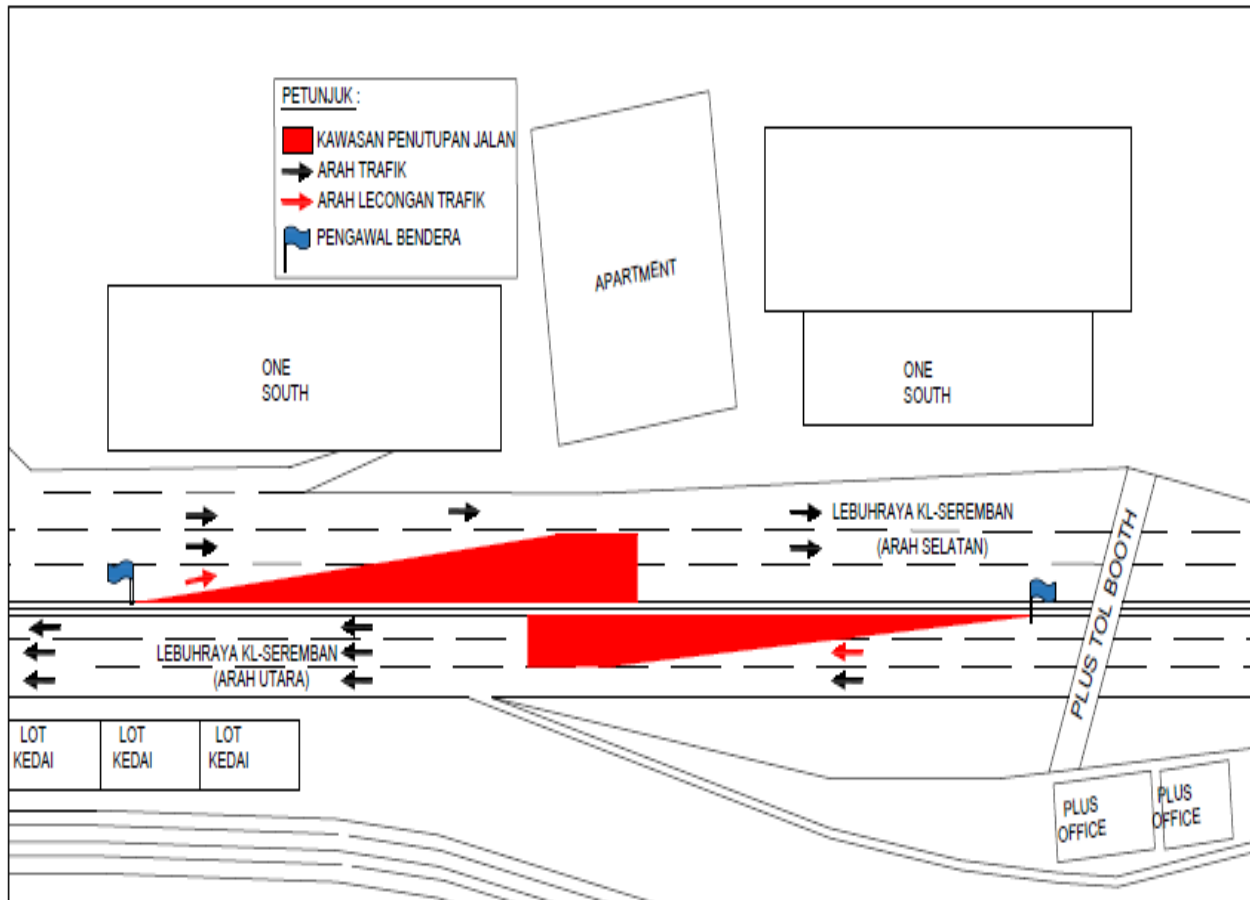 PETUNJUK :
KAWASAN PENUTUPAN JALAN
ARAH TRAFIK
ARAH LECONGAN TRAFIK
PENGAWAL BENDERA
APARTMENT
ONE
SOUTH
ONE
SOUTH
LEBUHRAYA KL-SEREMBAN
(ARAH SELATAN)
PLUS TOL BOOTH
LEBUHRAYA KL-SEREMBAN
(ARAH UTARA)
LOT
KEDAI
LOT
KEDAI
LOT
KEDAI
PLUS
OFFICE
PLUS
OFFICE